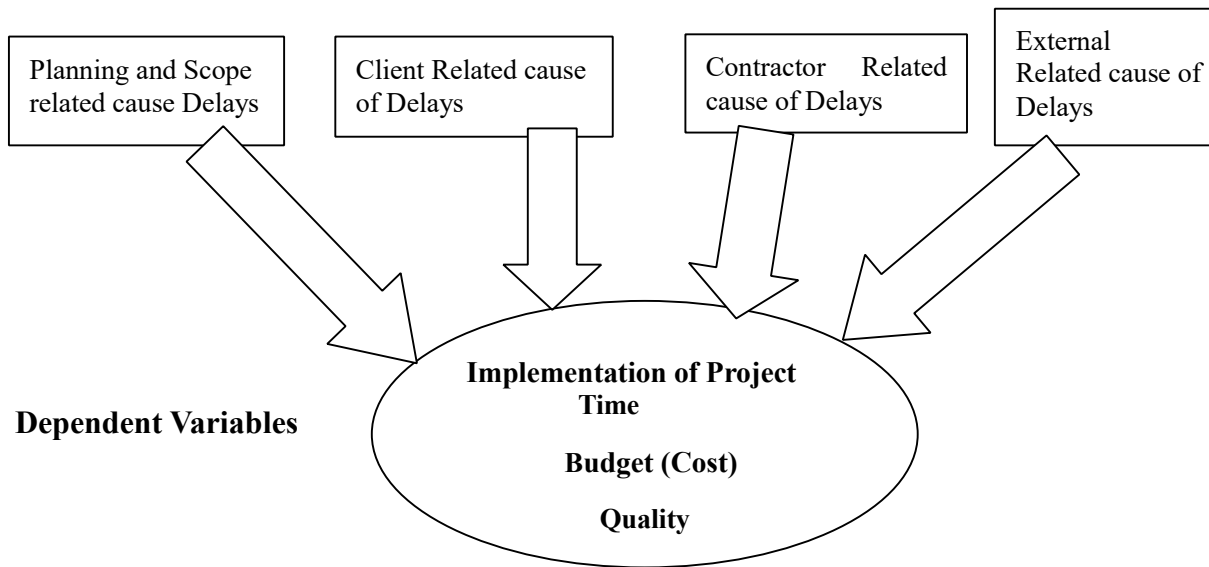 Planning and Scope
related cause Delays
Client Related cause
of Delays
Contractor Related
cause of Delays
External
Related cause of
Delays
Implementation of Project
Time
Dependent Variables
Budget (Cost)
Quality